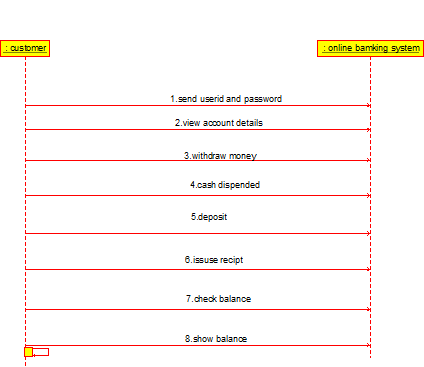 : customer
: online bamking system
1.send userid and password
2.view account details
3.withdraw money
4.cash dispended
5.deposit
6.issuse recipt
7.check balance
8.show balance